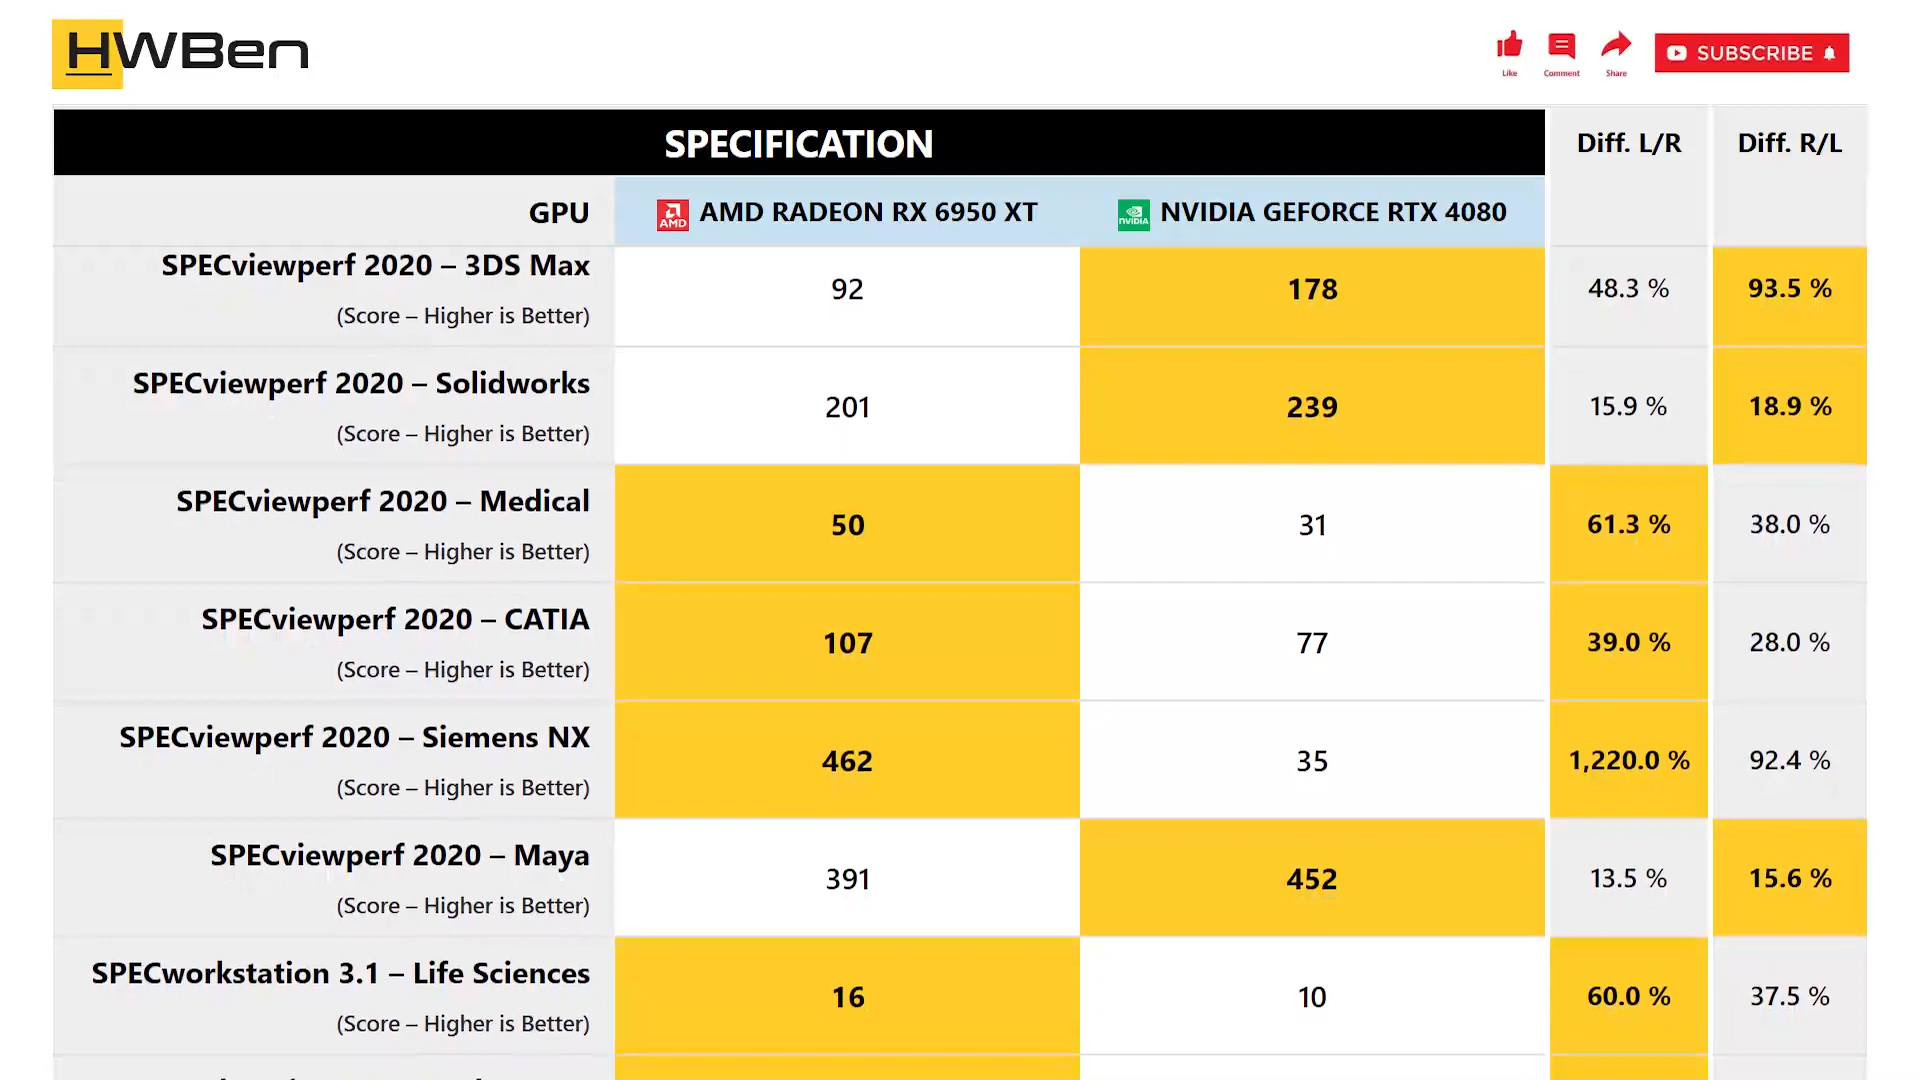 HWBen
Like
Comment
Share
SUBSCRIBE
SPECIFICATION
Diff. L/R
Diff. R/L
GPU
AMD
AMD RADEON RX 6950 XT
NVIDIA
NVIDIA GEFORCE RTX 4080
SPECviewperf 2020 – 3DS Max
(Score – Higher is Better)
92
178
48.3 %
93.5 %
SPECviewperf 2020 – Solidworks
(Score – Higher is Better)
201
239
15.9 %
18.9 %
SPECviewperf 2020 – Medical
(Score – Higher is Better)
50
31
61.3 %
38.0 %
SPECviewperf 2020 – CATIA
(Score – Higher is Better)
107
77
39.0 %
28.0 %
SPECviewperf 2020 – Siemens NX
(Score – Higher is Better)
462
35
1,220.0 %
92.4 %
SPECviewperf 2020 – Maya
(Score – Higher is Better)
391
452
13.5 %
15.6 %
SPECworkstation 3.1 – Life Sciences
(Score – Higher is Better)
16
10
60.0 %
37.5 %